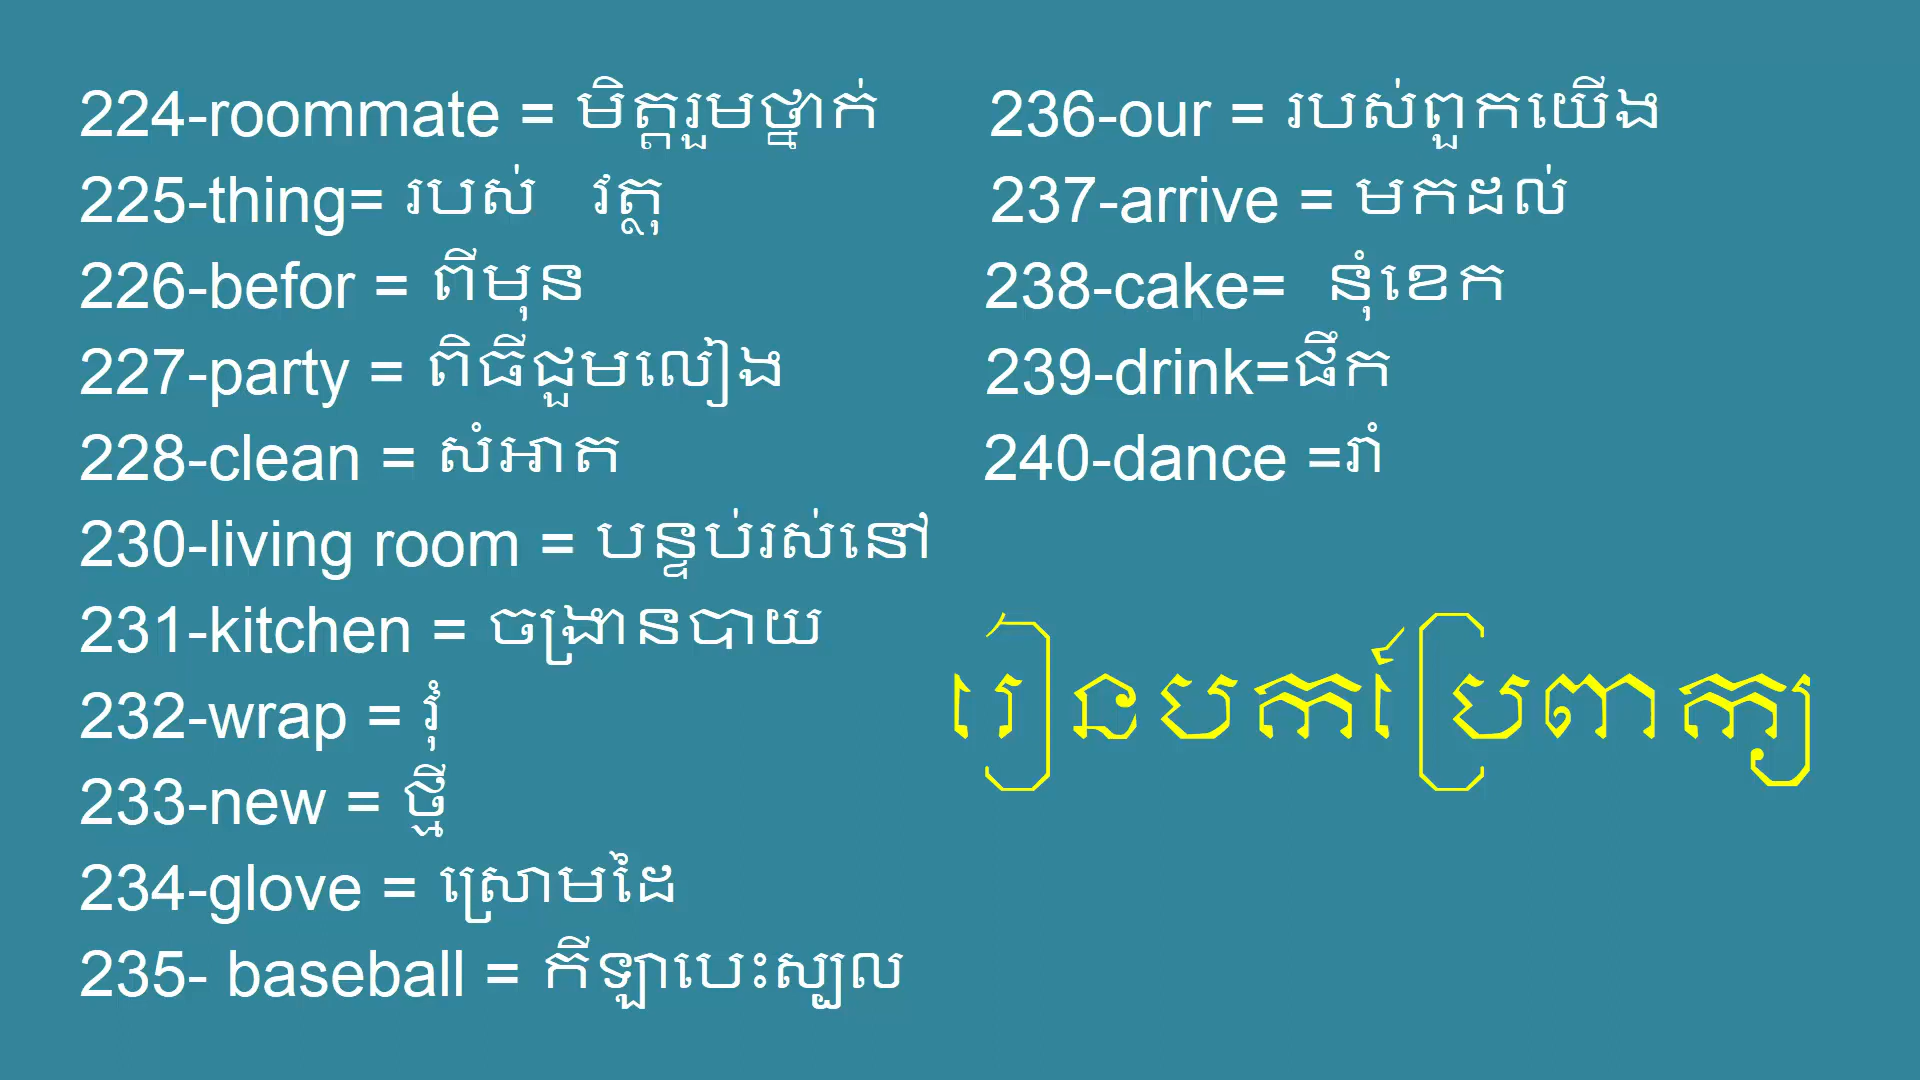 224-roommate = មិត្តរួមថ្នាក់
225-thing= របស់ វត្ថុ
226-befor = ពីមុន
227-party = ពិធីជួមលៀង
228-clean = សំអាត
230-living room = បន្ទប់រស់នៅ
231-kitchen = ចង្រ្កានបាយ
232-wrap = រុំ
233-new = ថ្មី
234-glove = ស្រោមដៃ
235- baseball = កីឡាបេះស្បួល
236-our = របស់ពួកយើង
237-arrive = មកដល់
238-cake= នុំខេក
239-drink=ផឹក
240-dance =រាំ
រៀនបកប្រែពាក្យ